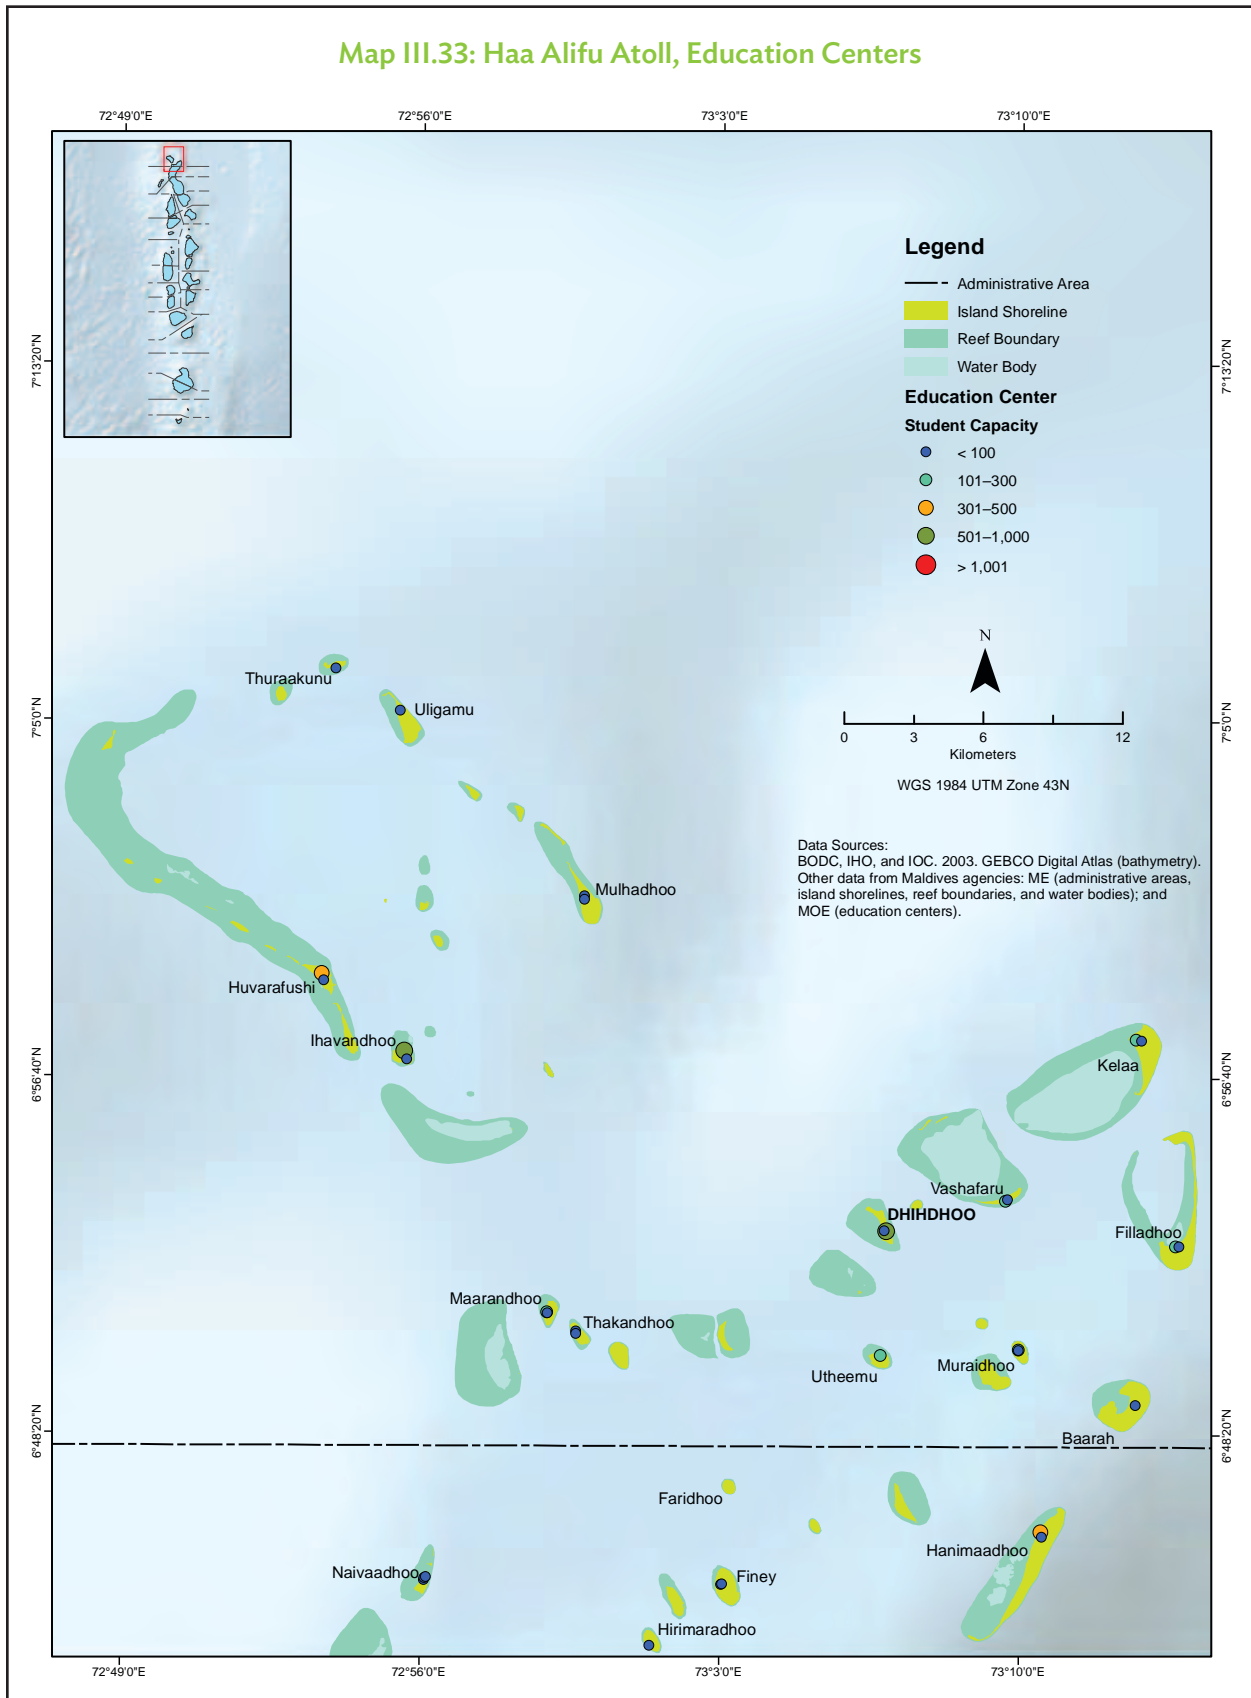 Map III.33: Haa Alifu Atoll, Education Centers
72°49'0"E
72°56'0"E
73°3'0"E
73°10'0"E
7°13'20"N
7°13'20"N
7°5'0"N
7°5'0"N
6°56'40"N
6°56'40"N
6°48'20"N
6°48'20"N
Legend
Administrative Area
Island Shoreline
Reef Boundary
Water Body
Education Center
Student Capacity
< 100
101–300
301–500
501–1,000
> 1,001
N
0 3 6 12
Kilometers
WGS 1984 UTM Zone 43N
Data Sources:
BODC, IHO, and IOC. 2003. GEBCO Digital Atlas (bathymetry).
Other data from Maldives agencies: ME (administrative areas,
island shorelines, reef boundaries, and water bodies); and
MOE (education centers).
Thuraakunu
Uligamu
Mulhadhoo
Huvarafushi
Ihavandhoo
Kelaa
Vashafaru
DHIHDHOO
Filladhoo
Maarandhoo
Thakandhoo
Utheemu
Muraidhoo
Baarah
Faridhoo
Hanimaadhoo
Naivaadhoo
Finey
Hirimaradhoo
72°49'0"E
72°56'0"E
73°3'0"E
73°10'0"E